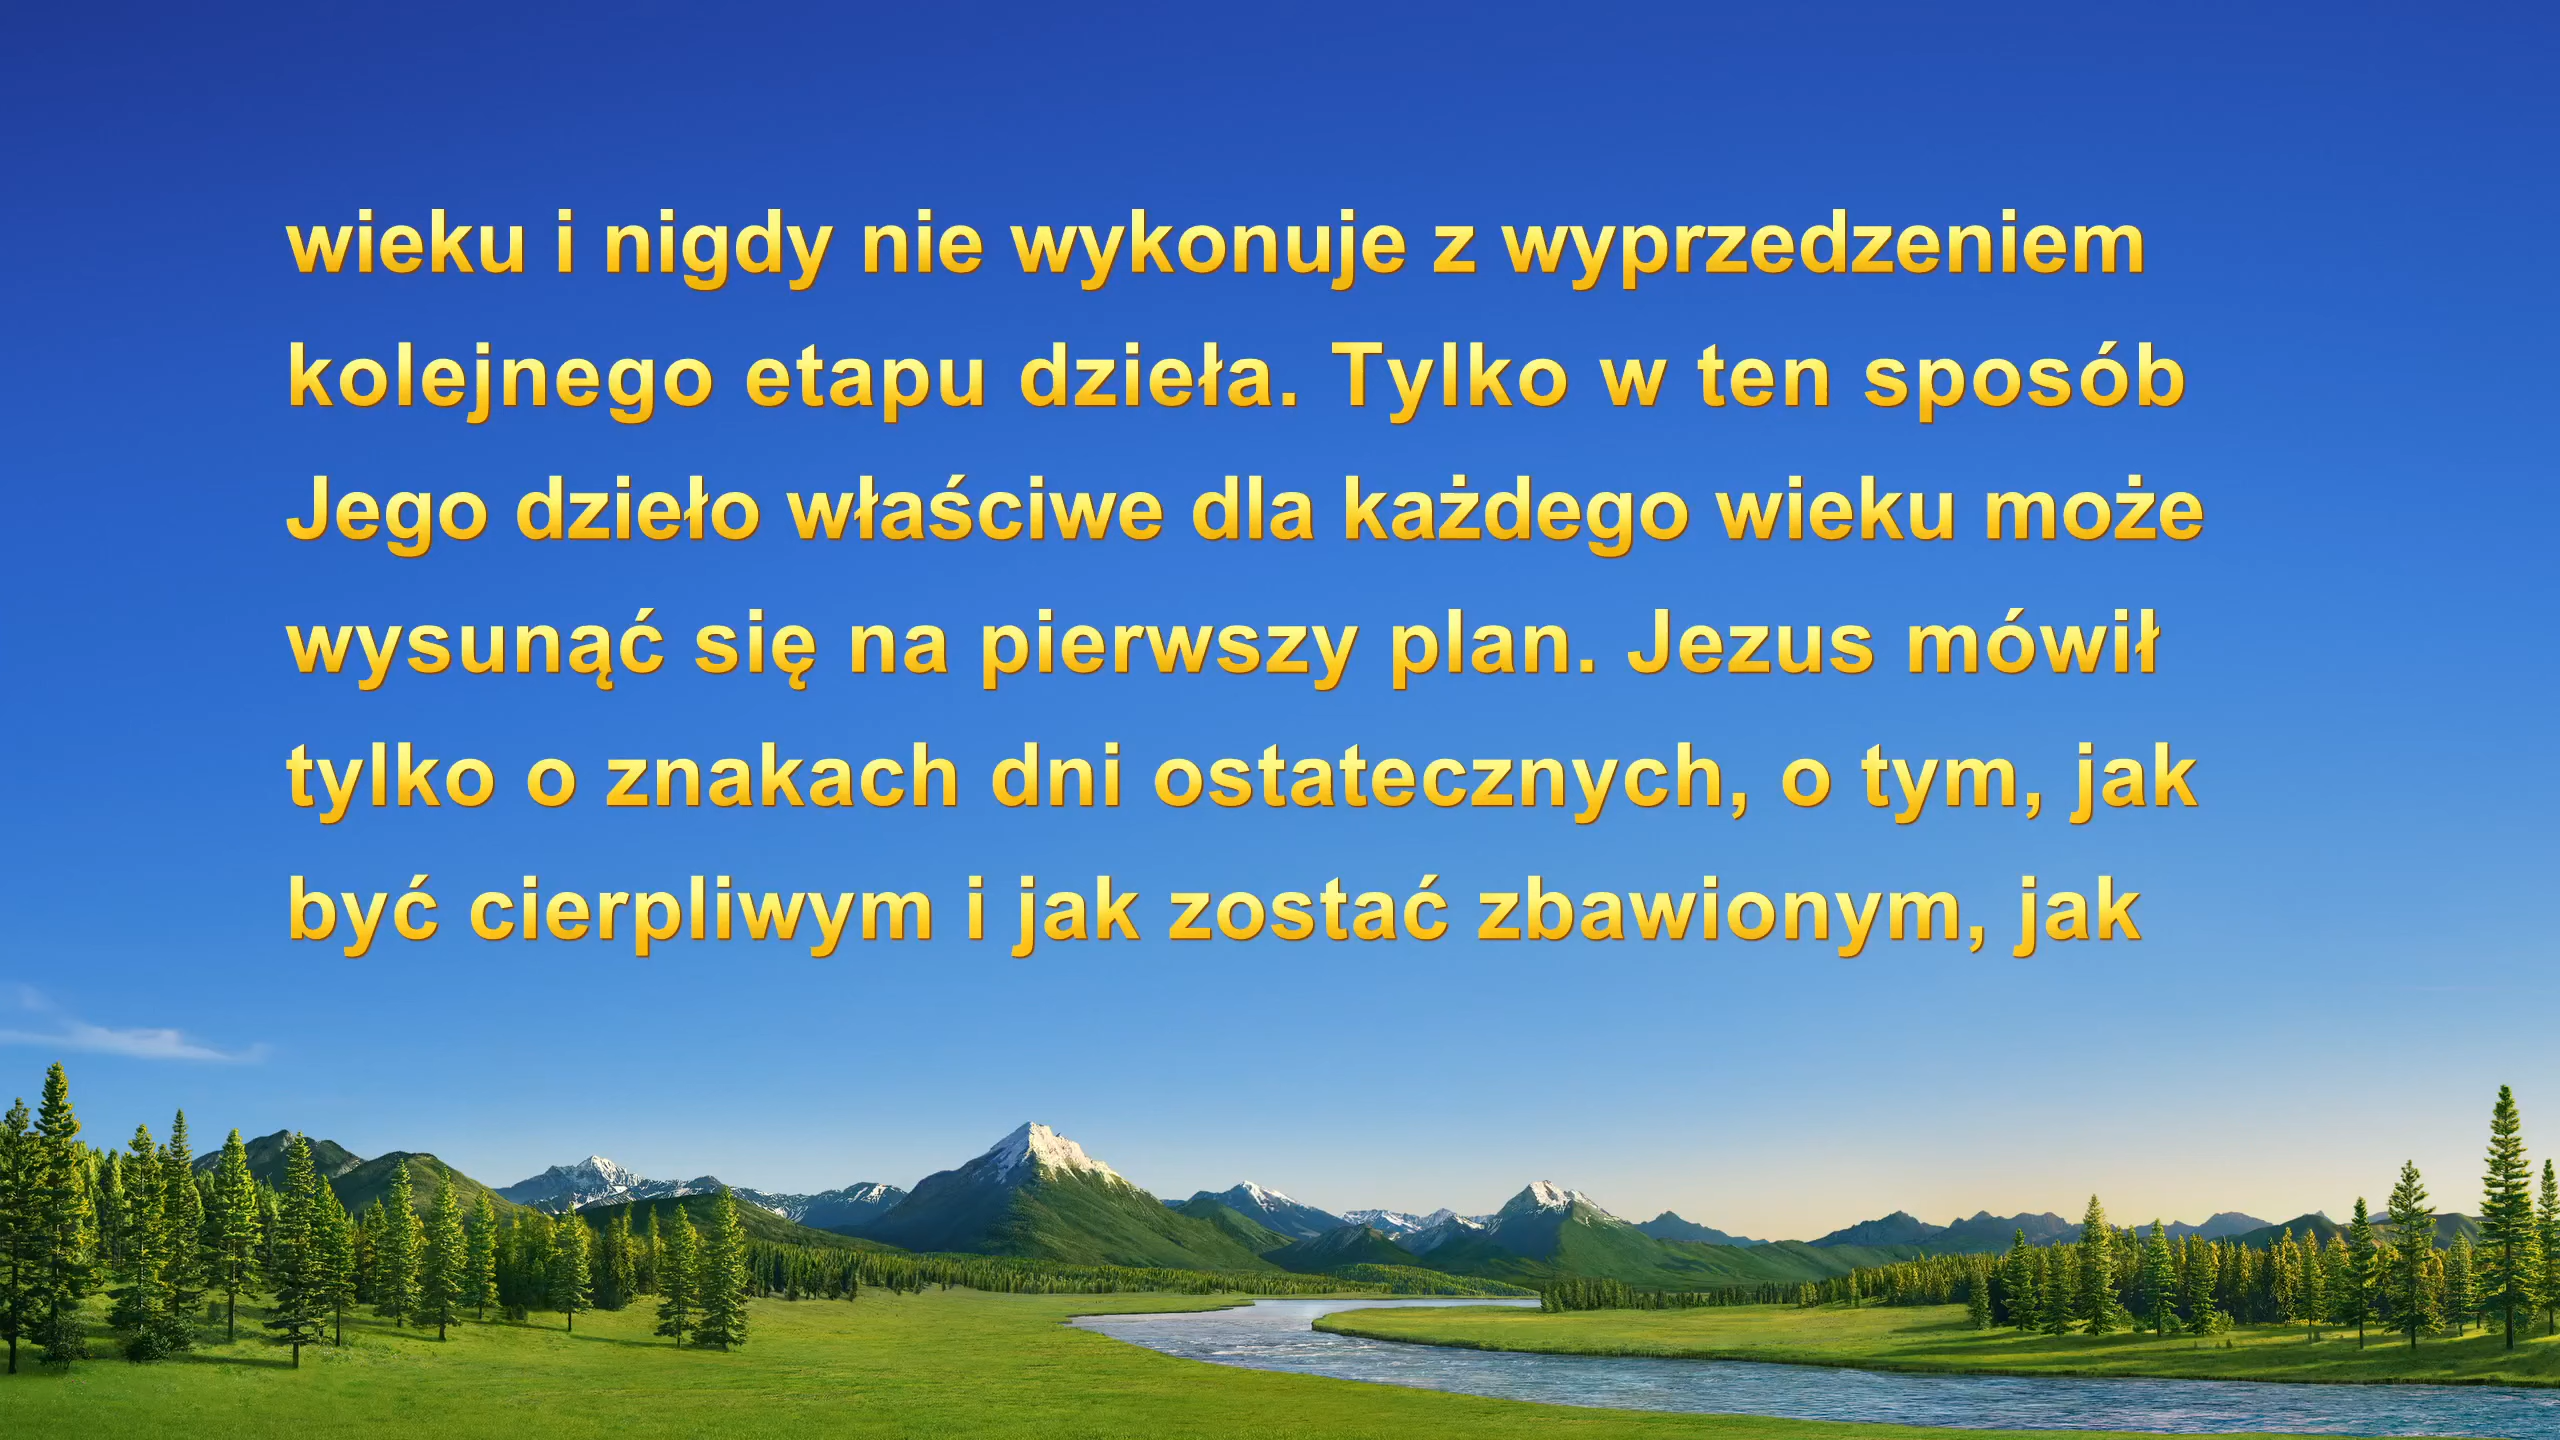 wieku i nigdy nie wykonuje z wyprzedzeniem
kolejnego etapu dzieła. Tylko w ten sposób
Jego dzieło właściwe dla każdego wieku może
wysunąć się na pierwszy plan. Jezus mówił
tylko o znakach dni ostatecznych, o tym, jak
być cierpliwym i jak zostać zbawionym, jak